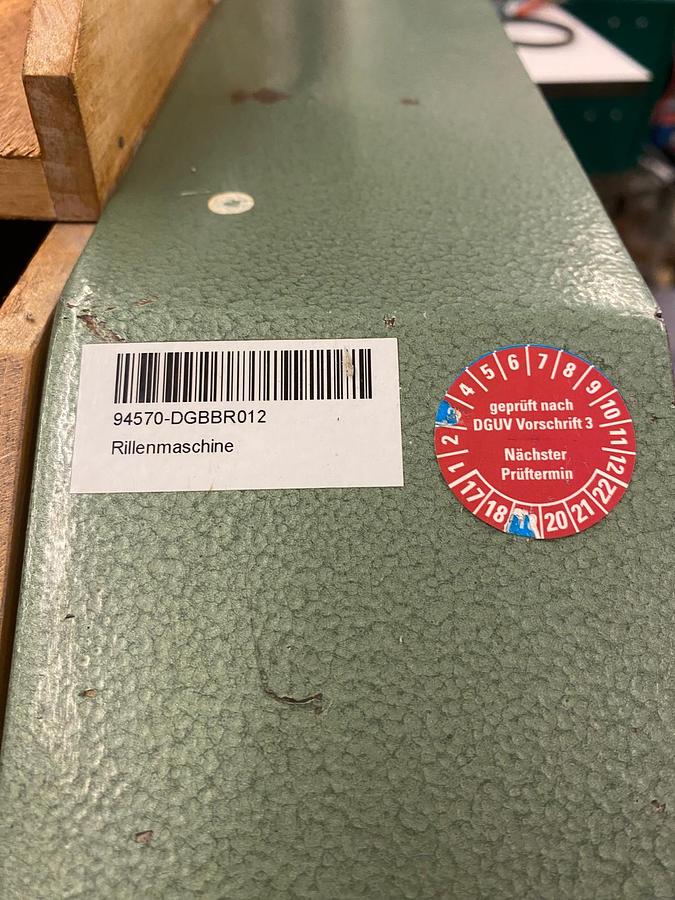 94570-DGBBR012
Rillenmaschine
4 5 6 7 8 9 10 11 12
geprüft nach
DGUV Vorschrift 3
Nächster
Prüftermin
2 1
17 18 20 21 22